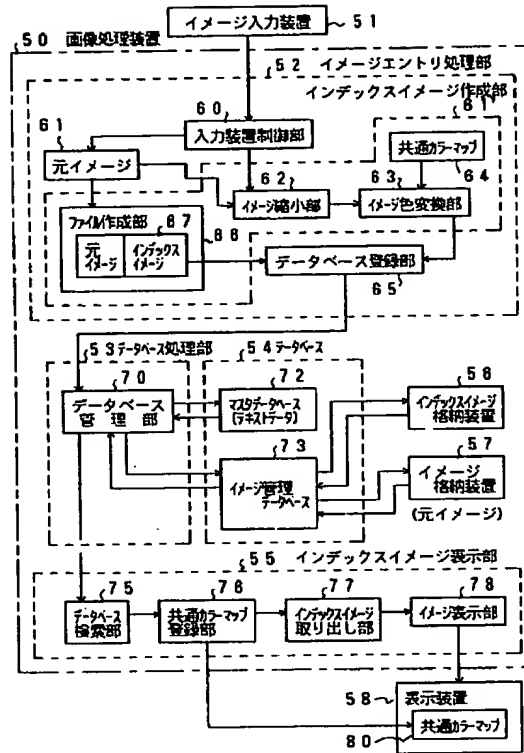 イメージ入力装置
51
50 画像処理装置
52 イメージエントリ処理部
インデックスイメージ作成部
61'
60
入力装置制御部
61
元イメージ
共通カラーマップ
64
62
イメージ縮小部
63
イメージ色変換部
ファイル作成部
67
66
元
イメージ
インデックス
イメージ
データベース登録部
65
53 データベース処理部
54 データベース
70
データベース
管理部
72
マスタデータベース
(テキストデータ)
56
インデックスイメージ
格納装置
73
イメージ管理
データベース
57
イメージ
格納装置
(元イメージ)
55
インデックスイメージ表示部
75
データベース
検索部
76
共通カラーマップ
登録部
77
インデックスイメージ
取り出し部
78
イメージ表示部
58
表示装置
共通カラーマップ
80